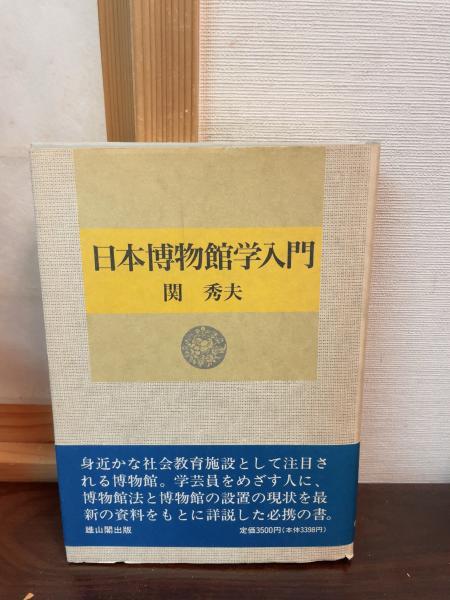 日本博物館学入門
関 秀夫
身近かな社会教育施設として注目さ
れる博物館。学芸員をめざす人に、
博物館法と博物館の設置の現状を最
新の資料をもとに詳説した必携の書。
雄山閣出版 定価3500円(本体3398円)